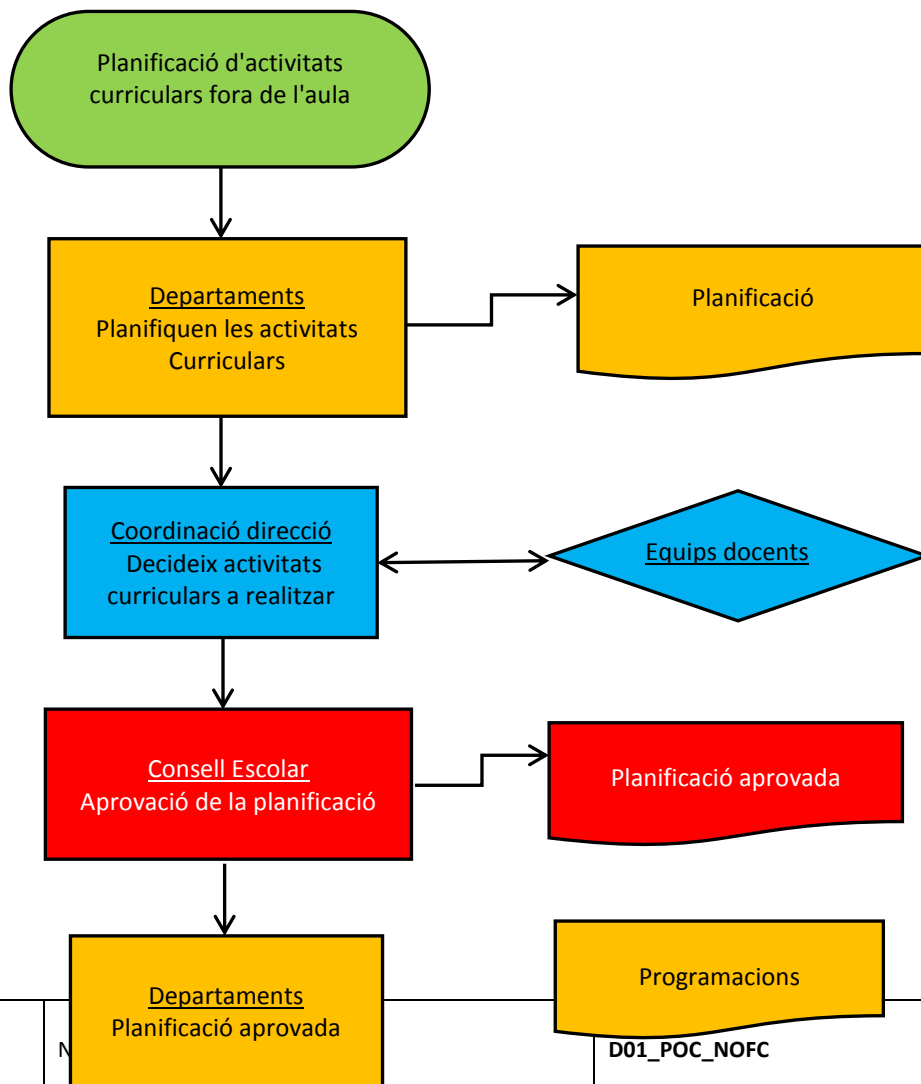 Planificació d'activitats
curriculars fora de l'aula
Departaments
Planifiquen les activitats
Curriculars
Planificació
Coordinació direcció
Decideix activitats
curriculars a realitzar
Equips docents
Consell Escolar
Aprovació de la planificació
Planificació aprovada
Departaments
Planificació aprovada
Programacions
D01_POC_NOFC